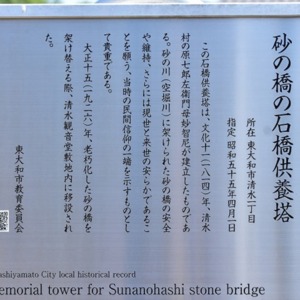 砂の橋の石橋供養塔
所在 東大和市清水二丁目
指定 昭和五十五年四月一日
この石橋供養塔は、文化十一（一八一四）年、清水
村の原七郎左衛門母妙智尼が建立したものであ
る。砂の川（空堀川）に架けられた砂の橋の安全
や維持、さらには現世と来世の安らかであるこ
とを願う、当時の民間信仰の一端を示すものとし
て貴重である。
大正十五（一九二六）年、老朽化した砂の橋を
架け替える際、清水観音堂敷地内に移設され
た。
東大和市教育委員会
ashiyamato City local historical record
emorial tower for Sunanohashi stone bridge